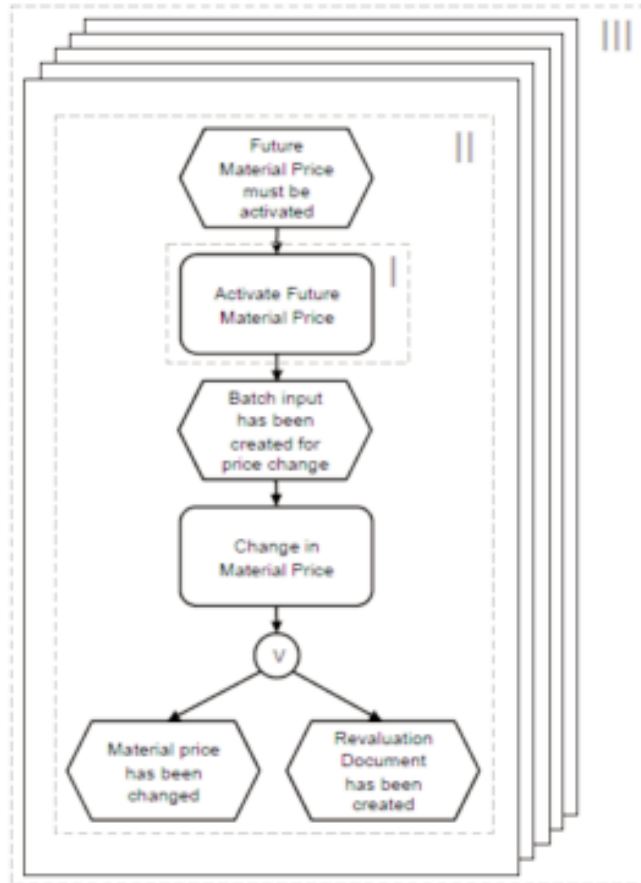 III
II
Future
Material Price
must be
activated
I
Activate Future
Material Price
Batch input
has been
created for
price change
Change in
Material Price
V
Material price
has been
changed
Revaluation
Document
has been
created